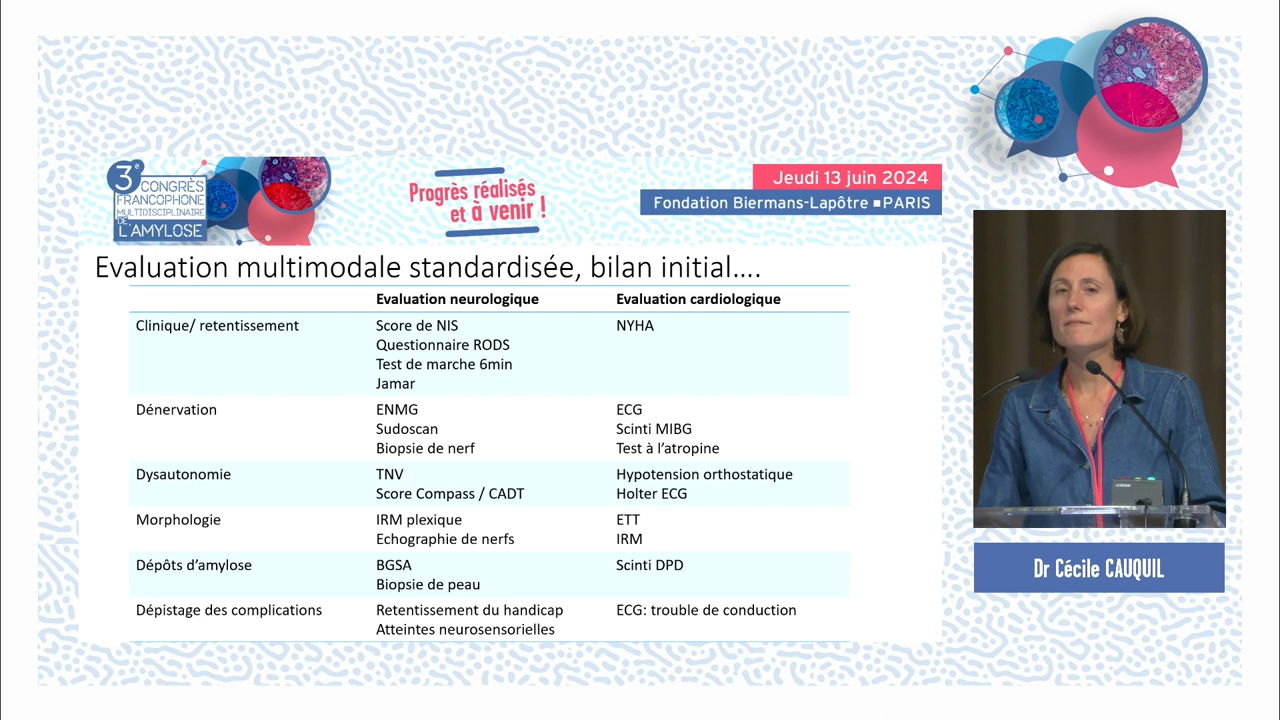 3e
CONGRÈS
FRANCOPHONE
MULTIDISCIPLINAIRE
DE
L'AMYLOSE
Progrès réalisés
et à venir !
Jeudi 13 juin 2024
Fondation Biermans-Lapôtre ■ PARIS
Evaluation multimodale standardisée, bilan initial….
Evaluation neurologique Evaluation cardiologique
Clinique/ retentissement Score de NIS NYHA
Questionnaire RODS
Test de marche 6min
Jamar
Dénervation ENMG ECG
Sudoscan Scinti MIBG
Biopsie de nerf Test à l’atropine
Dysautonomie TNV Hypotension orthostatique
Score Compass / CADT Holter ECG
Morphologie IRM plexique ETT
Echographie de nerfs IRM
Dépôts d’amylose BGSA Scinti DPD
Biopsie de peau
Dépistage des complications Retentissement du handicap ECG: trouble de conduction
Atteintes neurosensorielles
Dr Cécile CAUQUIL